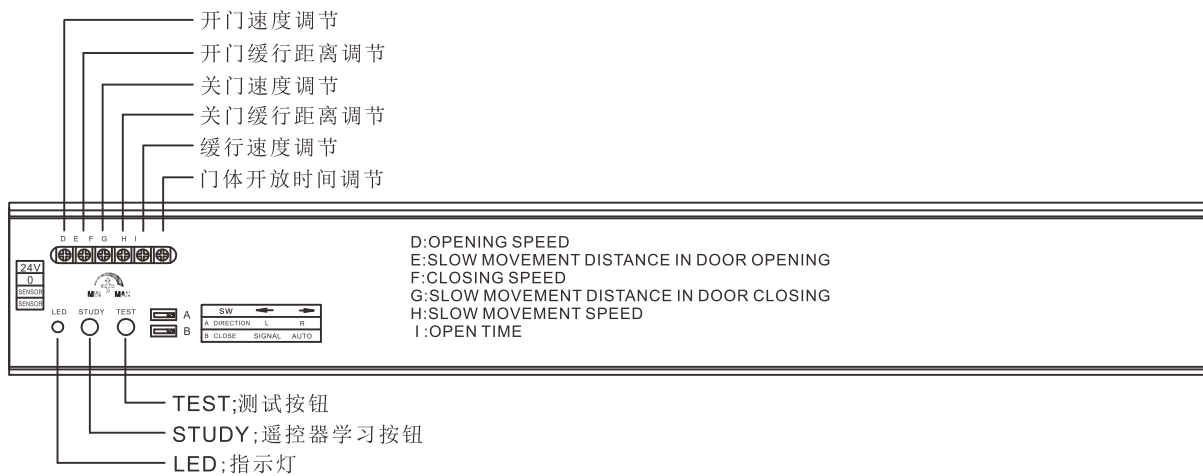 开门速度调节
开门缓行距离调节
关门速度调节
关门缓行距离调节
缓行速度调节
门体开放时间调节
D E F G H I
24V
0
SENSOR
SENSOR
MIN MAX
LED STUDY TEST
A
B
SW
A DIRECTION L R
B CLOSE SIGNAL AUTO
D:OPENING SPEED
E:SLOW MOVEMENT DISTANCE IN DOOR OPENING
F:CLOSING SPEED
G:SLOW MOVEMENT DISTANCE IN DOOR CLOSING
H:SLOW MOVEMENT SPEED
I:OPEN TIME
TEST;测试按钮
STUDY;遥控器学习按钮
LED;指示灯